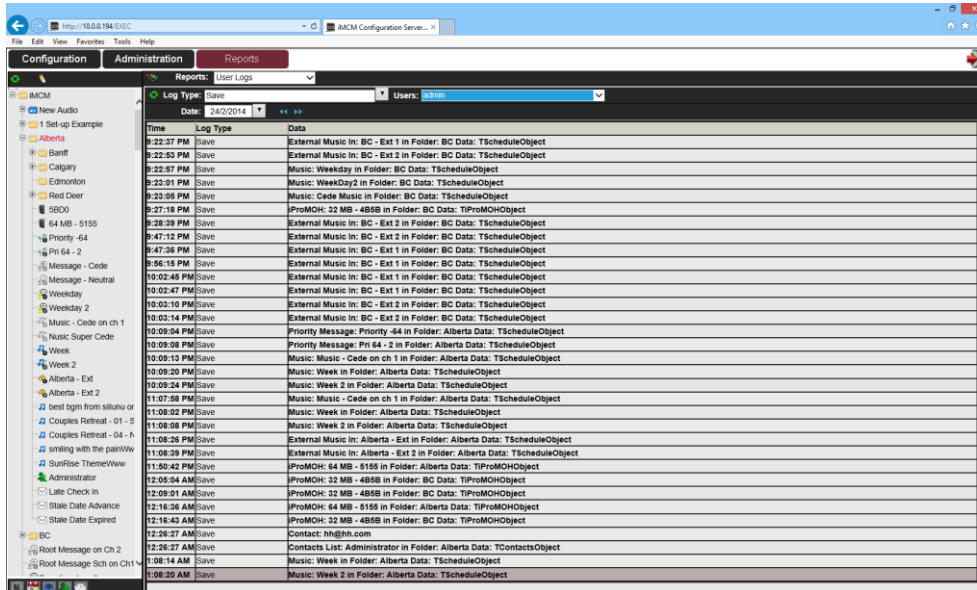 http://10.0.0.194/EXEC
iMCM Configuration Server...
File Edit View Favorites Tools Help
Configuration Administration Reports
Reports: User Logs
Log Type: Save Users: admin
Date: 24/2/2014
iMCM
New Audio
1 Set-up Example
Alberta
Banff
Calgary
Edmonton
Red Deer
5BD0
64 MB - 5155
Priority -64
Pri 64 - 2
Message - Cede
Message - Neutral
Weekday
Weekday 2
Music - Cede on ch 1
Nusic Super Cede
Week
Week 2
Alberta - Ext
Alberta - Ext 2
best bgm from sillunu or
Couples Retreat - 01 - S
Couples Retreat - 04 - N
smiling with the painWw
SunRise ThemeWww
Administrator
Late Check In
Stale Date Advance
Stale Date Expired
BC
Root Message on Ch 2
Root Message Sch on Ch1
Time Log Type Data
9:22:37 PM Save External Music In: BC - Ext 1 in Folder: BC Data: TScheduleObject
9:22:53 PM Save External Music In: BC - Ext 2 in Folder: BC Data: TScheduleObject
9:22:57 PM Save Music: Weekday in Folder: BC Data: TScheduleObject
9:23:01 PM Save Music: WeekDay2 in Folder: BC Data: TScheduleObject
9:23:05 PM Save Music: Cede Music in Folder: BC Data: TScheduleObject
9:27:18 PM Save iProMOH: 32 MB - 4B5B in Folder: BC Data: TiProMOHObject
9:28:39 PM Save External Music In: BC - Ext 2 in Folder: BC Data: TScheduleObject
9:47:12 PM Save External Music In: BC - Ext 2 in Folder: BC Data: TScheduleObject
9:47:36 PM Save External Music In: BC - Ext 1 in Folder: BC Data: TScheduleObject
9:56:15 PM Save External Music In: BC - Ext 1 in Folder: BC Data: TScheduleObject
10:02:45 PM Save External Music In: BC - Ext 1 in Folder: BC Data: TScheduleObject
10:02:47 PM Save External Music In: BC - Ext 1 in Folder: BC Data: TScheduleObject
10:03:10 PM Save External Music In: BC - Ext 2 in Folder: BC Data: TScheduleObject
10:03:14 PM Save External Music In: BC - Ext 2 in Folder: BC Data: TScheduleObject
10:09:04 PM Save Priority Message: Priority -64 in Folder: Alberta Data: TScheduleObject
10:09:08 PM Save Priority Message: Pri 64 - 2 in Folder: Alberta Data: TScheduleObject
10:09:13 PM Save Music: Music - Cede on ch 1 in Folder: Alberta Data: TScheduleObject
10:09:20 PM Save Music: Week in Folder: Alberta Data: TScheduleObject
10:09:24 PM Save Music: Week 2 in Folder: Alberta Data: TScheduleObject
11:07:58 PM Save Music: Music - Cede on ch 1 in Folder: Alberta Data: TScheduleObject
11:08:02 PM Save Music: Week in Folder: Alberta Data: TScheduleObject
11:08:08 PM Save Music: Week 2 in Folder: Alberta Data: TScheduleObject
11:08:26 PM Save External Music In: Alberta - Ext in Folder: Alberta Data: TScheduleObject
11:08:39 PM Save External Music In: Alberta - Ext 2 in Folder: Alberta Data: TScheduleObject
11:50:42 PM Save iProMOH: 64 MB - 5155 in Folder: Alberta Data: TiProMOHObject
12:05:04 AM Save iProMOH: 32 MB - 4B5B in Folder: BC Data: TiProMOHObject
12:09:01 AM Save iProMOH: 32 MB - 4B5B in Folder: BC Data: TiProMOHObject
12:16:36 AM Save iProMOH: 64 MB - 5155 in Folder: Alberta Data: TiProMOHObject
12:16:43 AM Save iProMOH: 32 MB - 4B5B in Folder: BC Data: TiProMOHObject
12:26:27 AM Save Contact: hh@hh.com
12:26:27 AM Save Contacts List: Administrator in Folder: Alberta Data: TContactsObject
1:08:14 AM Save Music: Week in Folder: Alberta Data: TScheduleObject
1:08:20 AM Save Music: Week 2 in Folder: Alberta Data: TScheduleObject